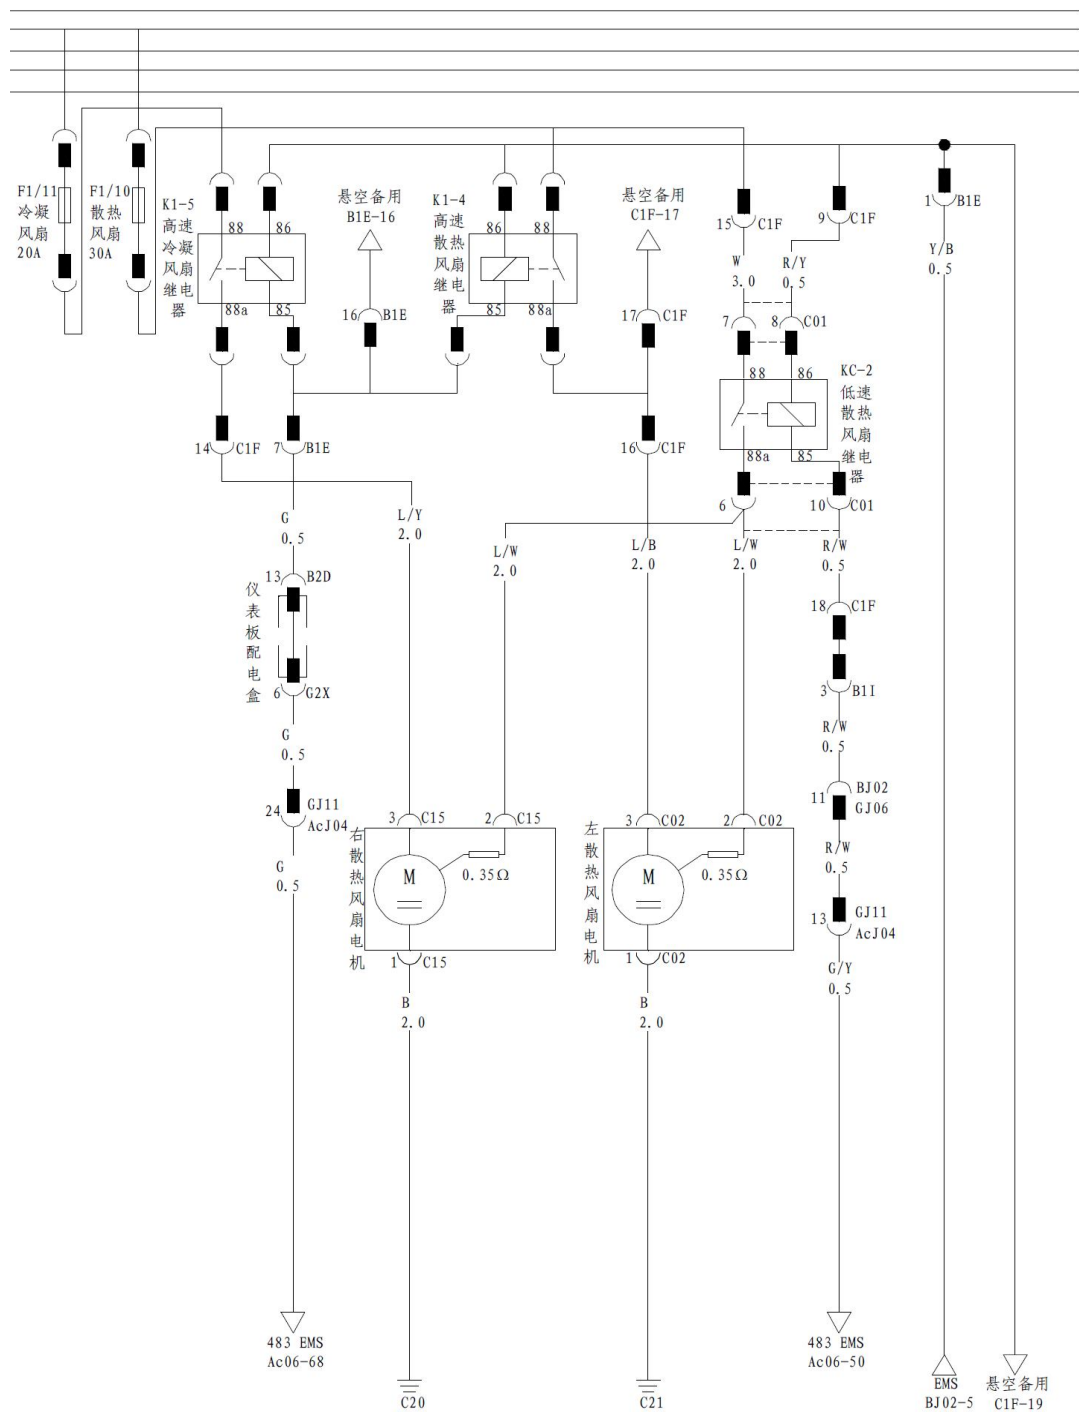 F1/11
冷凝
风扇
20A
F1/10
散热
风扇
30A
K1-5
高速
冷凝
风扇
继电
器
88
86
88a
85
悬空备用
B1E-16
16
B1E
K1-4
高速
散热
风扇
继电
器
86
88
85
88a
悬空备用
C1F-17
17
C1F
15
C1F
9
C1F
1
B1E
W
3.0
R/Y
0.5
Y/B
0.5
7
8
C01
88
86
KC-2
低速
散热
风扇
继电
器
88a
85
14
C1F
7
B1E
16
C1F
6
10
C01
G
0.5
L/Y
2.0
L/W
2.0
L/B
2.0
L/W
2.0
R/W
0.5
13
B2D
仪表板配电盒
6
G2X
18
C1F
3
B1I
G
0.5
R/W
0.5
24
GJ11
AcJ04
11
BJ02
GJ06
3
C15
2
C15
3
C02
2
C02
右散热风扇电机
M
0.35Ω
左散热风扇电机
M
0.35Ω
G
0.5
R/W
0.5
13
GJ11
AcJ04
1
C15
1
C02
G/Y
0.5
B
2.0
B
2.0
483 EMS
Ac06-68
C20
C21
483 EMS
Ac06-50
EMS
BJ02-5
悬空备用
C1F-19